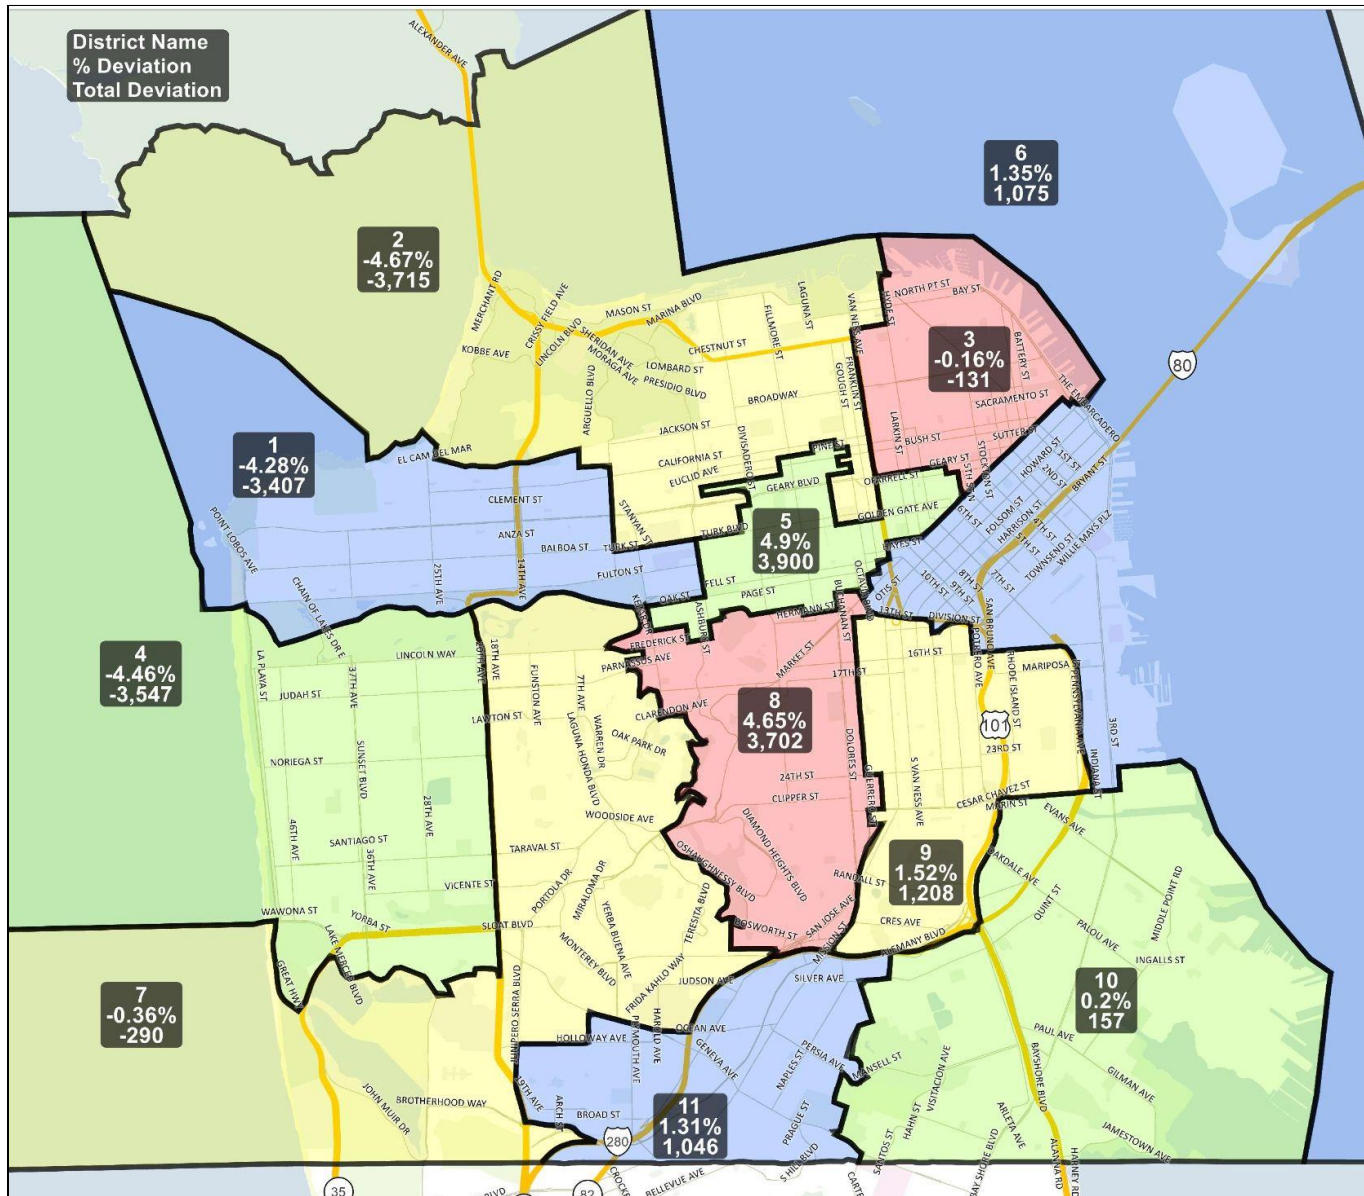 District Name
% Deviation
Total Deviation
ALEXANDER AVE
6
1.35%
1,075
2
-4.67%
-3,715
MERCHANT RD
CRISSY FIELD AVE
LINCOLN BLVD
KOBBE AVE
MASON ST
MARINA BLVD
SHERIDAN AVE
MORAGA AVE
CHESTNUT ST
LOMBARD ST
PRESIDIO BLVD
ARGUELLO BLVD
FILLMORE ST
LAGUNA ST
VAN NESS AVE
HYDE ST
NORTH PT ST
BAY ST
BATTERY ST
3
-0.16%
-131
THE EMBARCADERO
SACRAMENTO ST
FRANKLIN ST
GOUGH ST
BROADWAY
JACKSON ST
DIVISADERO ST
CALIFORNIA ST
EUCLID AVE
PINE ST
LARKIN ST
BUSH ST
SUTTER ST
GEARY ST
STOCKTON ST
5TH ST N
80
1
-4.28%
-3,407
EL CAM DEL MAR
CLEMENT ST
ANZA ST
BALBOA ST
TURK ST
STANYAN ST
FULTON ST
POINT LOBOS AVE
25TH AVE
14TH AVE
CHAIN OF LAKES DR E
GEARY BLVD
TURK BLVD
5
4.9%
3,900
OFARRELL ST
GOLDEN GATE AVE
HAYES ST
FELL ST
PAGE ST
OAK ST
HERMANN ST
BUCHANAN ST
OTIS ST
HOWARD ST
1ST ST
2ND ST
BRYANT ST
FOLSOM ST
HARRISON ST
4TH ST
5TH ST
6TH ST
TOWNSEND ST
WILLIE MAYS PLZ
7TH ST
8TH ST
9TH ST
10TH ST
13TH ST
DIVISION ST
SAN BRUNO AVE
POTRERO AVE
4
-4.46%
-3,547
LA PLAYA ST
37TH AVE
LINCOLN WAY
JUDAH ST
20TH AVE
18TH AVE
LAWTON ST
NORIEGA ST
SUNSET BLVD
28TH AVE
46TH AVE
SANTIAGO ST
36TH AVE
VICENTE ST
WAWONA ST
YORBA ST
SLOAT BLVD
LAKE MERCED BLVD
GREAT HWY
FUNSTON AVE
7TH AVE
WARREN DR
LAGUNA HONDA BLVD
OAK PARK DR
CLARENDON AVE
PARNASSUS AVE
FREDERICK ST
ASHBURY ST
WOODSIDE AVE
TARAVAL ST
PORTOLA DR
MIRALOMA DR
YERBA BUENA AVE
TERESITA BLVD
MONTEREY BLVD
FRIDA KAHLO WAY
JUDSON AVE
8
4.65%
3,702
MARKET ST
17TH ST
DOLORES ST
GUERRERO ST
24TH ST
CLIPPER ST
DIAMOND HEIGHTS BLVD
OSHAUGHNESSY BLVD
BOSWORTH ST
RANDALL ST
SAN JOSE AVE
MISSION ST
16TH ST
RHODE ISLAND ST
MARIPOSA ST
PENNSYLVANIA AVE
3RD ST
INDIANA ST
101
23RD ST
S VAN NESS AVE
CESAR CHAVEZ ST
MARIN ST
EVANS AVE
9
1.52%
1,208
CRES AVE
ALEMANY BLVD
OAKDALE AVE
QUINT ST
MIDDLE POINT RD
PALOU AVE
INGALLS ST
7
-0.36%
-290
JUNIPERO SERRA BLVD
JOHN MUIR DR
BROTHERHOOD WAY
19TH AVE
35
10
0.2%
157
SILVER AVE
PAUL AVE
BAYSHORE BLVD
GILMAN AVE
MANSELL ST
VISITACION AVE
HAHN ST
ARLETA AVE
JAMESTOWN AVE
SANTOS ST
BAY SHORE BLVD
ALANNA RD
HARNEY RD
HOLLOWAY AVE
PLYMOUTH AVE
HAROLD AVE
OCEAN AVE
GENEVA AVE
PERSIA AVE
NAPLES ST
PRAGUE ST
ARCH ST
BROAD ST
280
11
1.31%
1,046
S HILL BLVD
BELLEVUE AVE
82